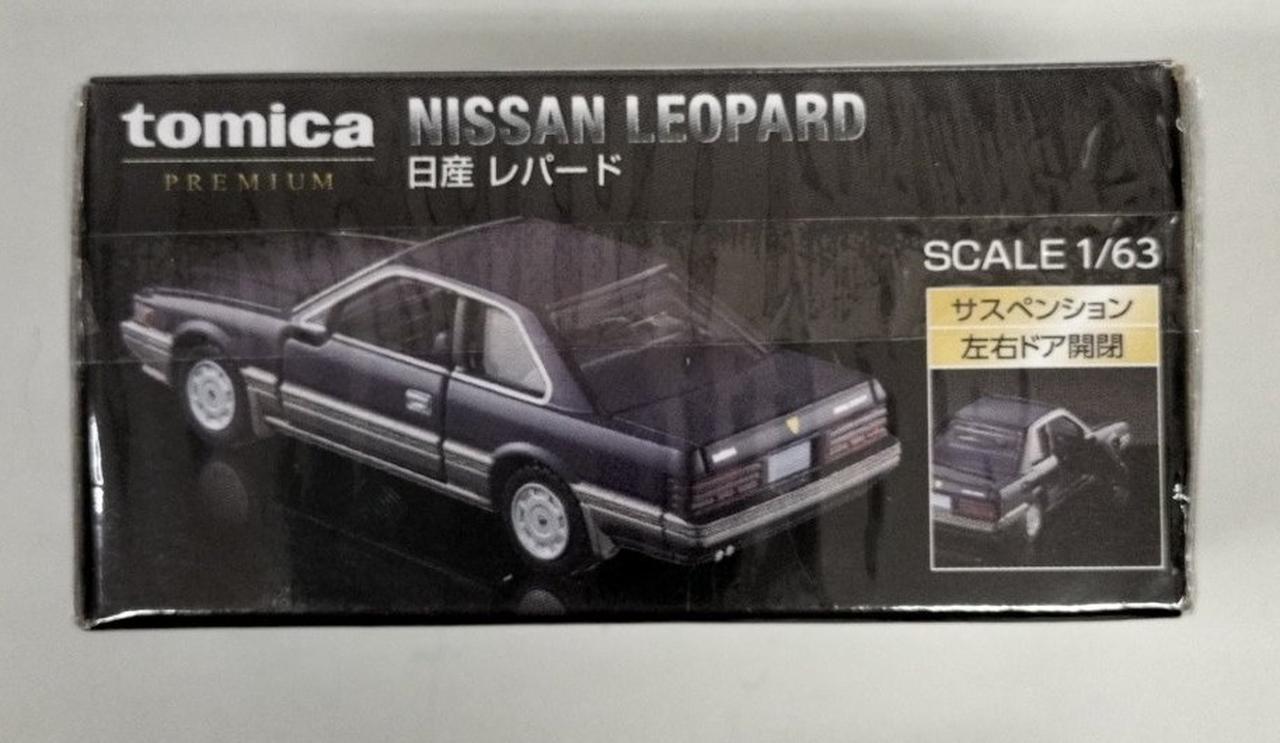 tomica
PREMIUM
NISSAN LEOPARD
日産 レパード
SCALE 1/63
サスペンション
左右ドア開閉